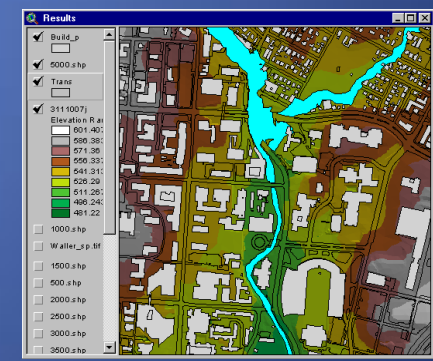 Results
Build_p
5000.shp
Trans
3111007j
Elevation Ra
601.407
586.383
571.36
556.337
541.313
526.29
511.267
496.243
481.22
1000.shp
Waller_sp.tif
1500.shp
500.shp
2000.shp
2500.shp
3000.shp
3500.shp